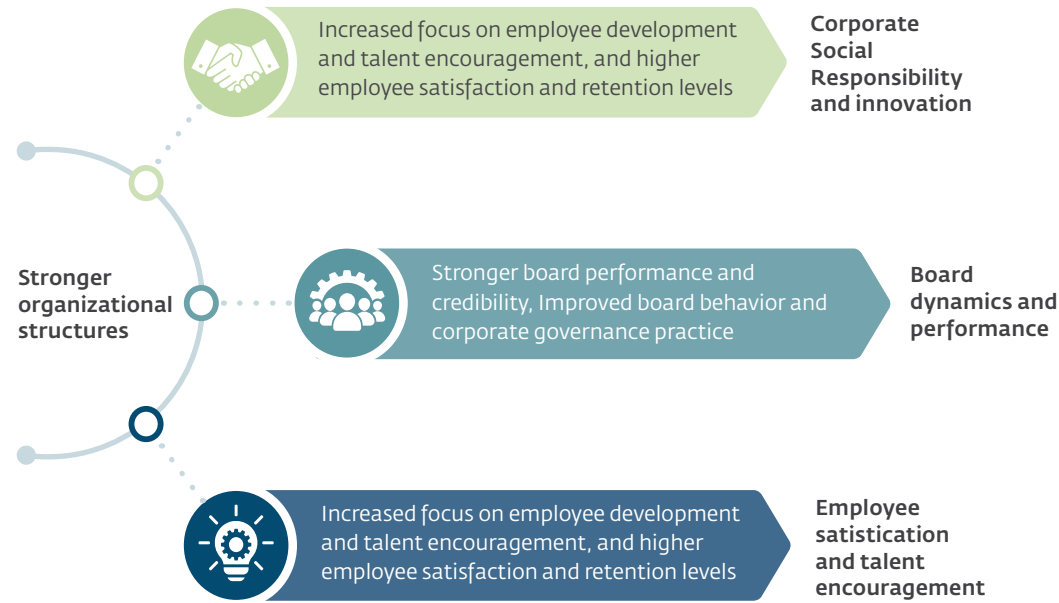 Increased focus on employee development
and talent encouragement, and higher
employee satisfaction and retention levels
Corporate
Social
Responsibility
and innovation
Stronger
organizational
structures
Stronger board performance and
credibility, Improved board behavior and
corporate governance practice
Board
dynamics and
performance
Increased focus on employee development
and talent encouragement, and higher
employee satisfaction and retention levels
Employee
satistication
and talent
encouragement